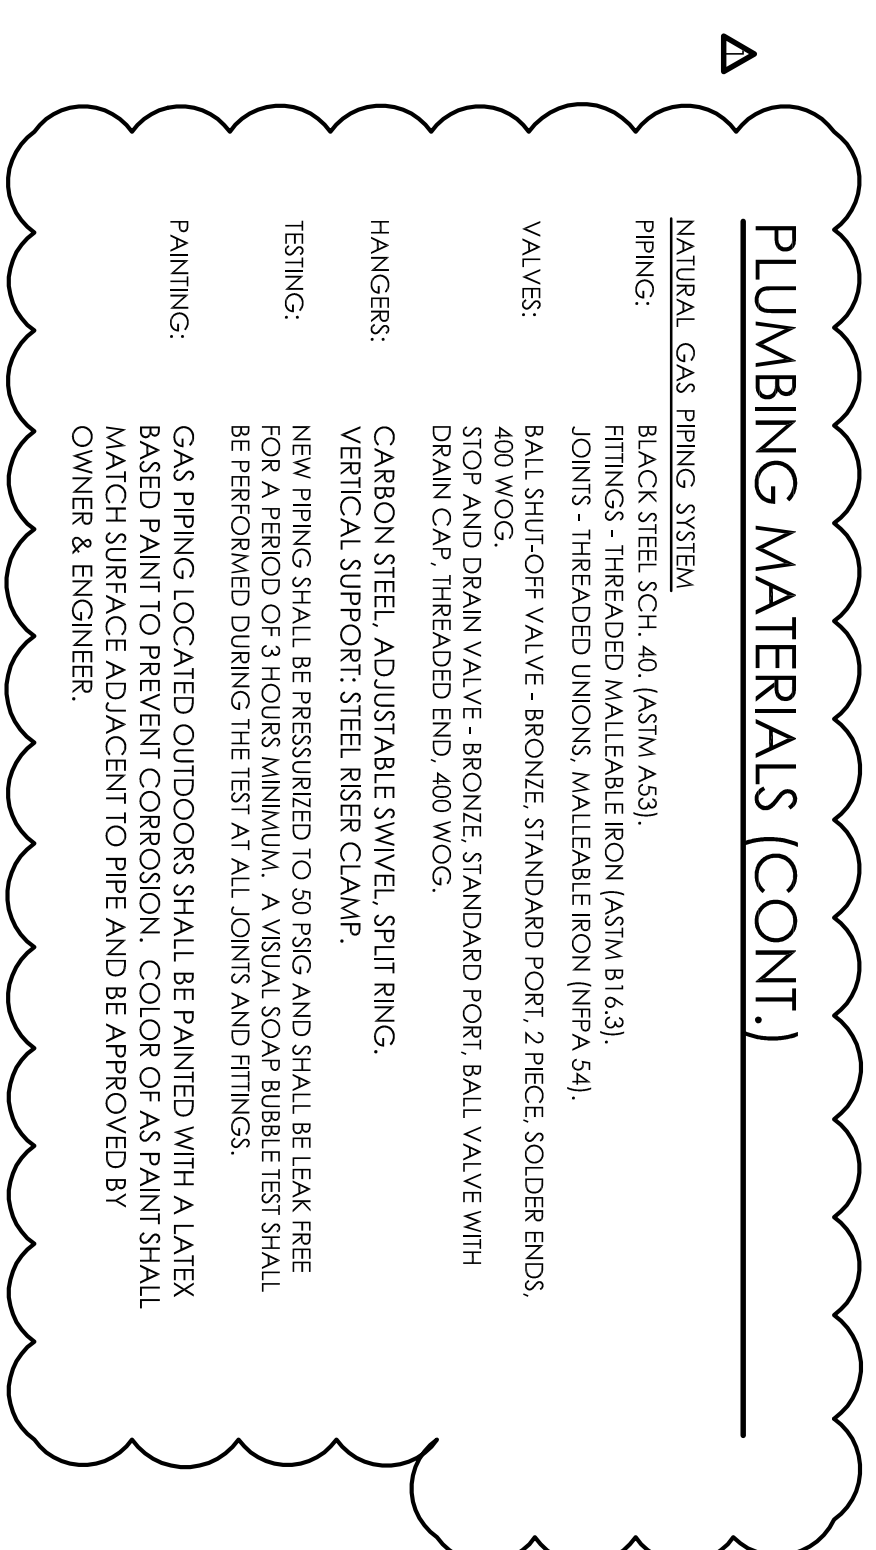 1
PLUMBING MATERIALS (CONT.)
NATURAL GAS PIPING SYSTEM
PIPING: BLACK STEEL SCH. 40. (ASTM A53).
FITTINGS - THREADED MALLEABLE IRON (ASTM B16.3).
JOINTS - THREADED UNIONS, MALLEABLE IRON (NFPA 54).
VALVES: BALL SHUT-OFF VALVE - BRONZE, STANDARD PORT, 2 PIECE, SOLDER ENDS,
400 WOG.
STOP AND DRAIN VALVE - BRONZE, STANDARD PORT, BALL VALVE WITH
DRAIN CAP, THREADED END, 400 WOG.
HANGERS: CARBON STEEL, ADJUSTABLE SWIVEL, SPLIT RING.
VERTICAL SUPPORT: STEEL RISER CLAMP.
TESTING: NEW PIPING SHALL BE PRESSURIZED TO 50 PSIG AND SHALL BE LEAK FREE
FOR A PERIOD OF 3 HOURS MINIMUM. A VISUAL SOAP BUBBLE TEST SHALL
BE PERFORMED DURING THE TEST AT ALL JOINTS AND FITTINGS.
PAINTING: GAS PIPING LOCATED OUTDOORS SHALL BE PAINTED WITH A LATEX
BASED PAINT TO PREVENT CORROSION. COLOR OF AS PAINT SHALL
MATCH SURFACE ADJACENT TO PIPE AND BE APPROVED BY
OWNER & ENGINEER.